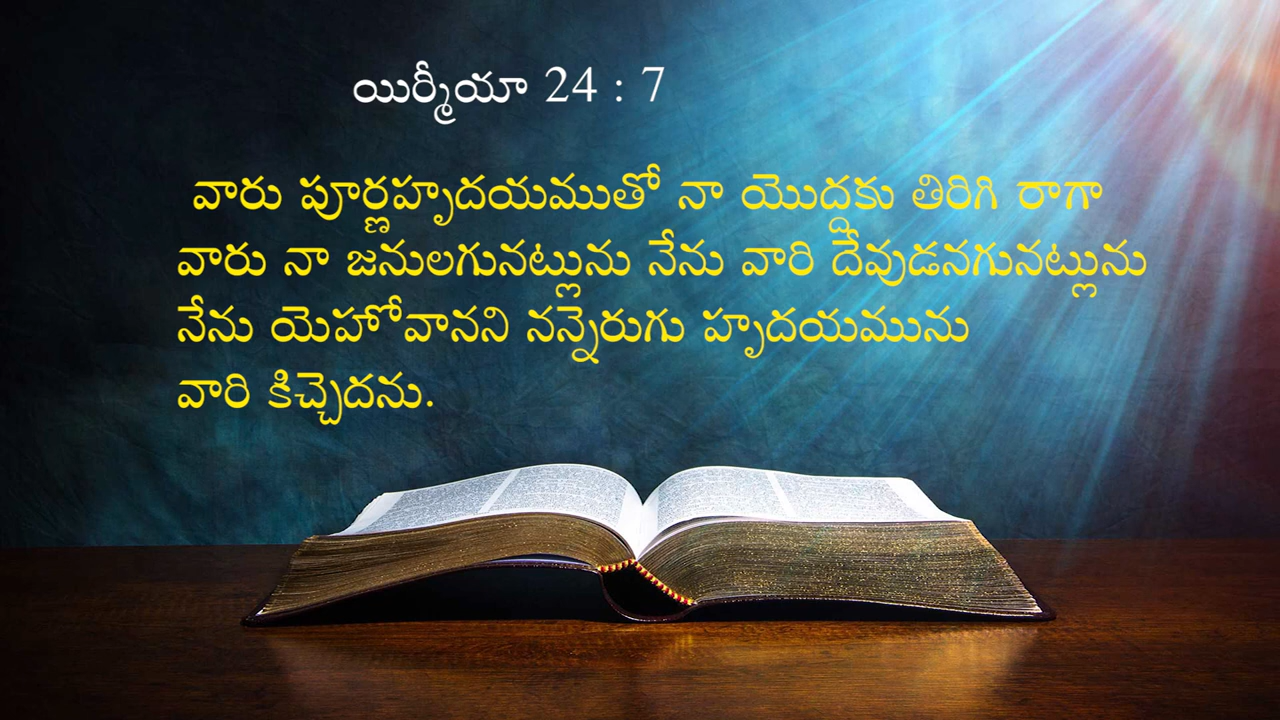 యిర్మీయా 24 : 7
వారు పూర్ణహృదయముతో నా యొద్దకు తిరిగి రాగా
వారు నా జనులగునట్లును నేను వారి దేవుడనగునట్లును
నేను యెహోవానని నన్నెరుగు హృదయమును
వారి కిచ్చెదను.